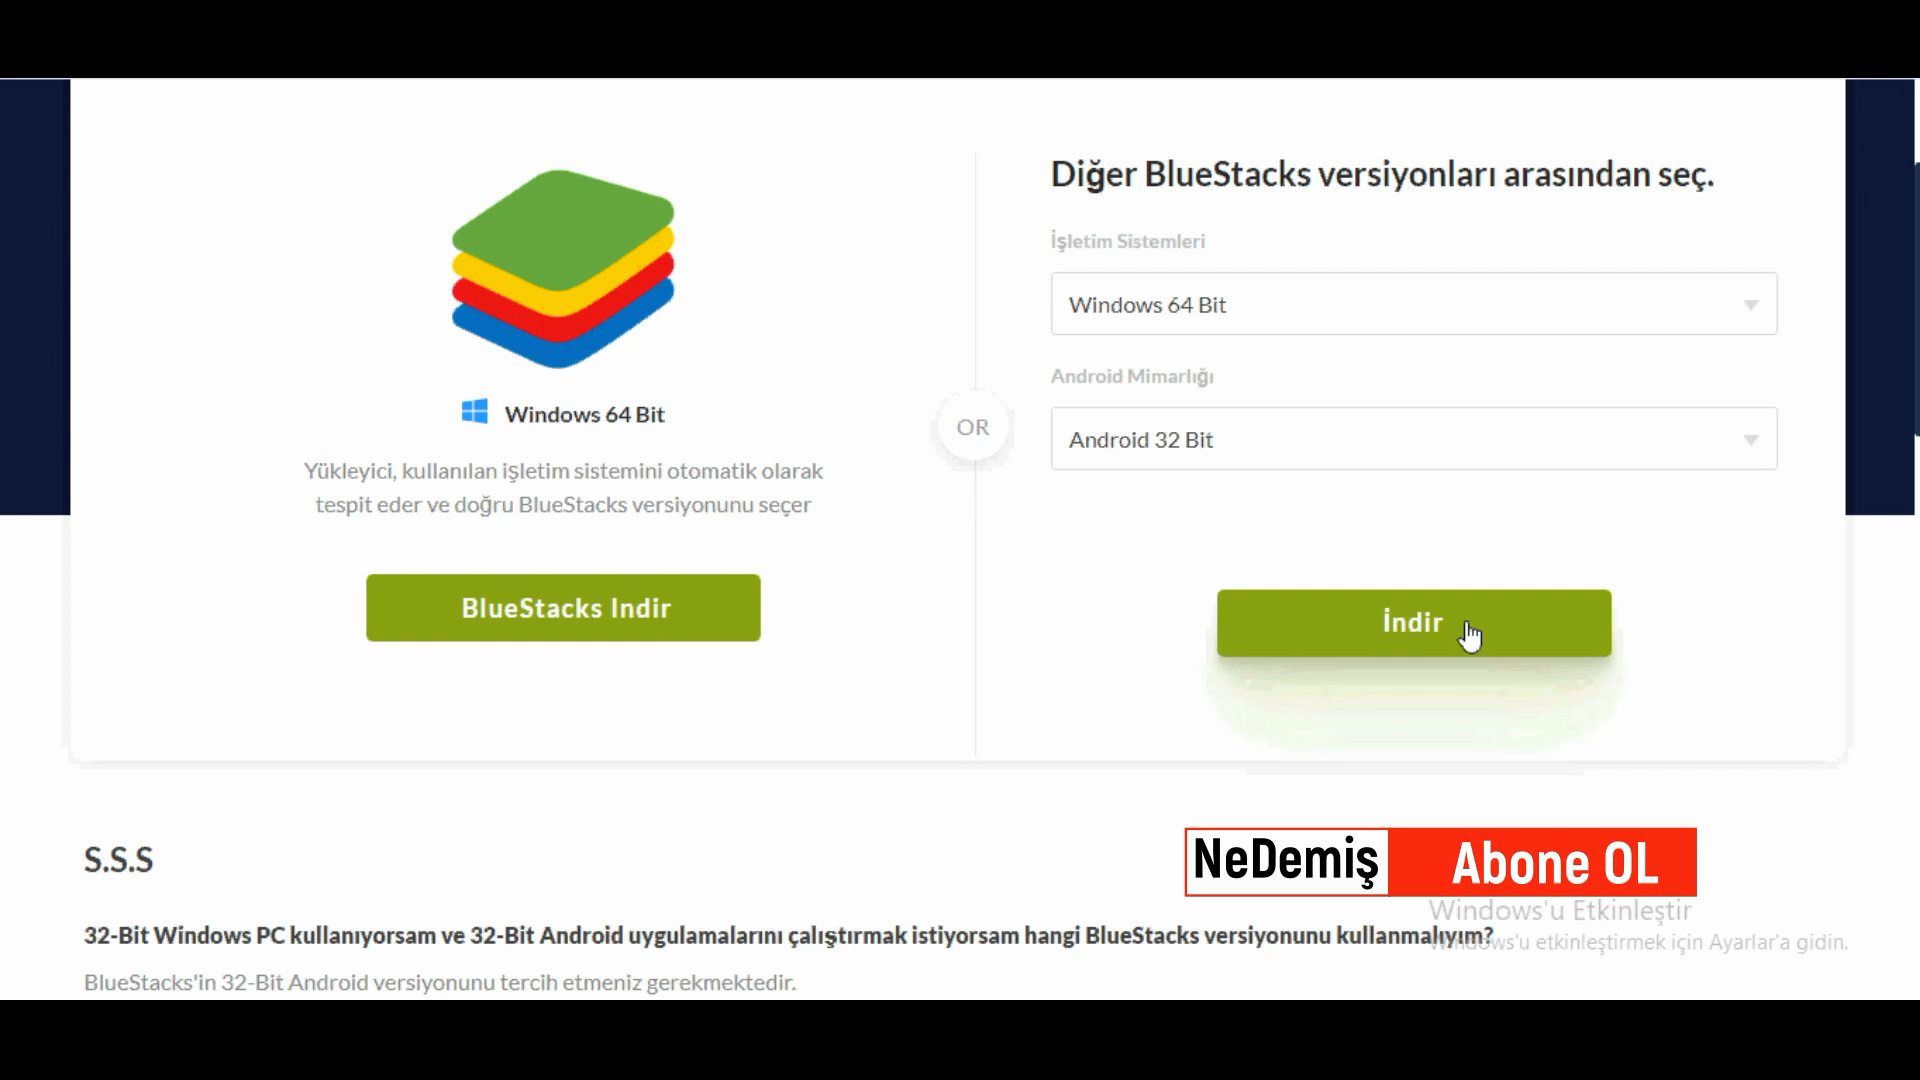 Windows 64 Bit
Yükleyici, kullanılan işletim sistemini otomatik olarak
tespit eder ve doğru BlueStacks versiyonunu seçer
BlueStacks Indir
OR
Diğer BlueStacks versiyonları arasından seç.
İşletim Sistemleri
Windows 64 Bit
Android Mimarlığı
Android 32 Bit
İndir
S.S.S
NeDemiş Abone OL
Windows'u Etkinleştir
32-Bit Windows PC kullanıyorsam ve 32-Bit Android uygulamalarını çalıştırmak istiyorsam hangi BlueStacks versiyonunu kullanmalıyım?
Windows'u etkinleştirmek için Ayarlar'a gidin.
BlueStacks'in 32-Bit Android versiyonunu tercih etmeniz gerekmektedir.